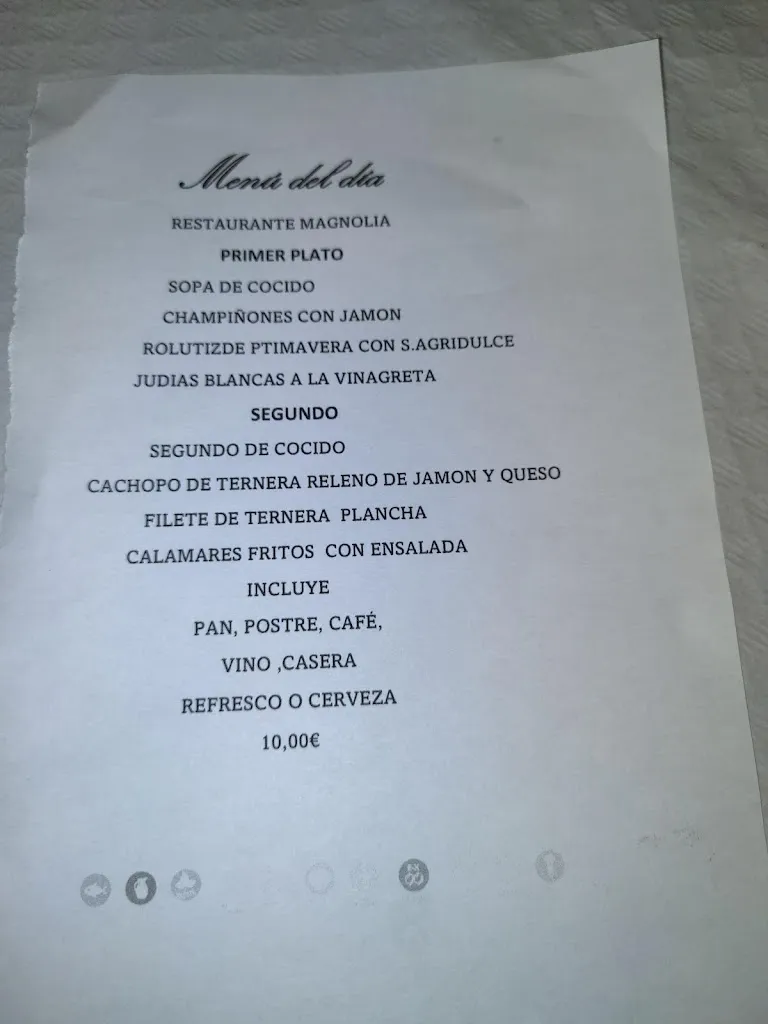 Menú del día
RESTAURANTE MAGNOLIA
PRIMER PLATO
SOPA DE COCIDO
CHAMPIÑONES CON JAMON
ROLUTIZDE PTIMAVERA CON S.AGRIDULCE
JUDIAS BLANCAS A LA VINAGRETA
SEGUNDO
SEGUNDO DE COCIDO
CACHOPO DE TERNERA RELENO DE JAMON Y QUESO
FILETE DE TERNERA PLANCHA
CALAMARES FRITOS CON ENSALADA
INCLUYE
PAN, POSTRE, CAFÉ,
VINO ,CASERA
REFRESCO O CERVEZA
10,00€